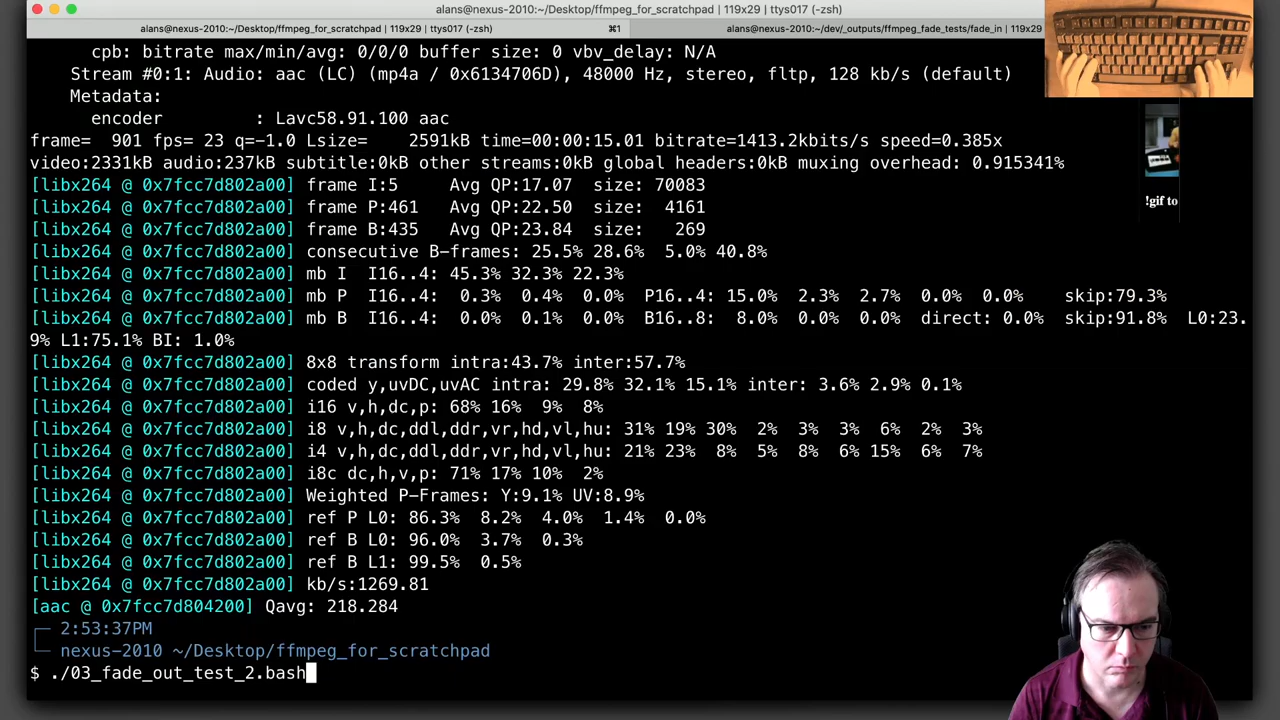 alans@nexus-2010:~/Desktop/ffmpeg_for_scratchpad | 119x29 | ttys017 (-zsh)
alans@nexus-2010:~/Desktop/ffmpeg_for_scratchpad | 119x29 | ttys017 (-zsh) ⌘1 alans@nexus-2010:~/dev/_outputs/ffmpeg_fade_tests/fade_in | 119x29
cpb: bitrate max/min/avg: 0/0/0 buffer size: 0 vbv_delay: N/A
Stream #0:1: Audio: aac (LC) (mp4a / 0x6134706D), 48000 Hz, stereo, fltp, 128 kb/s (default)
Metadata:
encoder : Lavc58.91.100 aac
frame= 901 fps= 23 q=-1.0 Lsize= 2591kB time=00:00:15.01 bitrate=1413.2kbits/s speed=0.385x
video:2331kB audio:237kB subtitle:0kB other streams:0kB global headers:0kB muxing overhead: 0.915341%
[libx264 @ 0x7fcc7d802a00] frame I:5 Avg QP:17.07 size: 70083
[libx264 @ 0x7fcc7d802a00] frame P:461 Avg QP:22.50 size: 4161
[libx264 @ 0x7fcc7d802a00] frame B:435 Avg QP:23.84 size: 269
[libx264 @ 0x7fcc7d802a00] consecutive B-frames: 25.5% 28.6% 5.0% 40.8%
[libx264 @ 0x7fcc7d802a00] mb I I16..4: 45.3% 32.3% 22.3%
[libx264 @ 0x7fcc7d802a00] mb P I16..4: 0.3% 0.4% 0.0% P16..4: 15.0% 2.3% 2.7% 0.0% 0.0% skip:79.3%
[libx264 @ 0x7fcc7d802a00] mb B I16..4: 0.0% 0.1% 0.0% B16..8: 8.0% 0.0% 0.0% direct: 0.0% skip:91.8% L0:23.
9% L1:75.1% BI: 1.0%
[libx264 @ 0x7fcc7d802a00] 8x8 transform intra:43.7% inter:57.7%
[libx264 @ 0x7fcc7d802a00] coded y,uvDC,uvAC intra: 29.8% 32.1% 15.1% inter: 3.6% 2.9% 0.1%
[libx264 @ 0x7fcc7d802a00] i16 v,h,dc,p: 68% 16% 9% 8%
[libx264 @ 0x7fcc7d802a00] i8 v,h,dc,ddl,ddr,vr,hd,vl,hu: 31% 19% 30% 2% 3% 3% 6% 2% 3%
[libx264 @ 0x7fcc7d802a00] i4 v,h,dc,ddl,ddr,vr,hd,vl,hu: 21% 23% 8% 5% 8% 6% 15% 6% 7%
[libx264 @ 0x7fcc7d802a00] i8c dc,h,v,p: 71% 17% 10% 2%
[libx264 @ 0x7fcc7d802a00] Weighted P-Frames: Y:9.1% UV:8.9%
[libx264 @ 0x7fcc7d802a00] ref P L0: 86.3% 8.2% 4.0% 1.4% 0.0%
[libx264 @ 0x7fcc7d802a00] ref B L0: 96.0% 3.7% 0.3%
[libx264 @ 0x7fcc7d802a00] ref B L1: 99.5% 0.5%
[libx264 @ 0x7fcc7d802a00] kb/s:1269.81
[aac @ 0x7fcc7d804200] Qavg: 218.284
2:53:37PM
nexus-2010 ~/Desktop/ffmpeg_for_scratchpad
$ ./03_fade_out_test_2.bash
!gif to